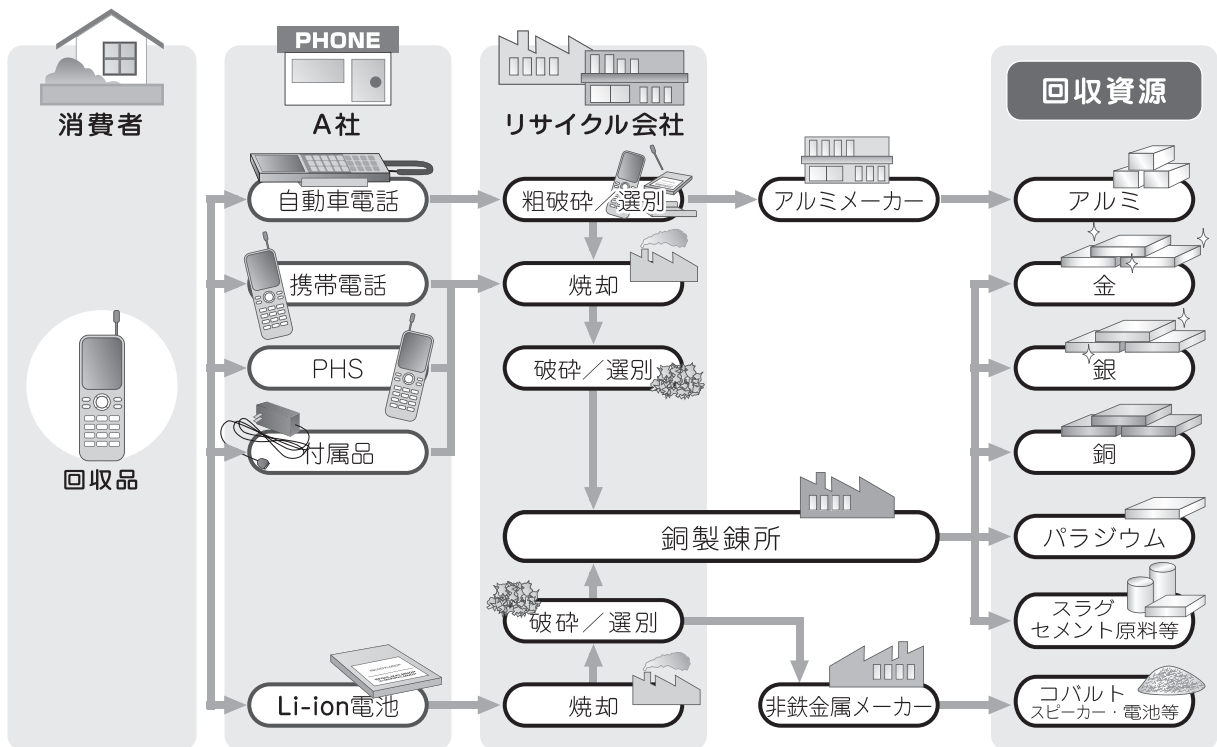 PHONE
消費者
A社
リサイクル会社
回収資源
自動車電話
粗破砕／選別
アルミメーカー
アルミ
携帯電話
焼却
金
PHS
破砕／選別
銀
付属品
銅
回収品
銅製錬所
パラジウム
破砕／選別
スラグ
セメント原料等
Li-ion電池
焼却
非鉄金属メーカー
コバルト
スピーカー・電池等